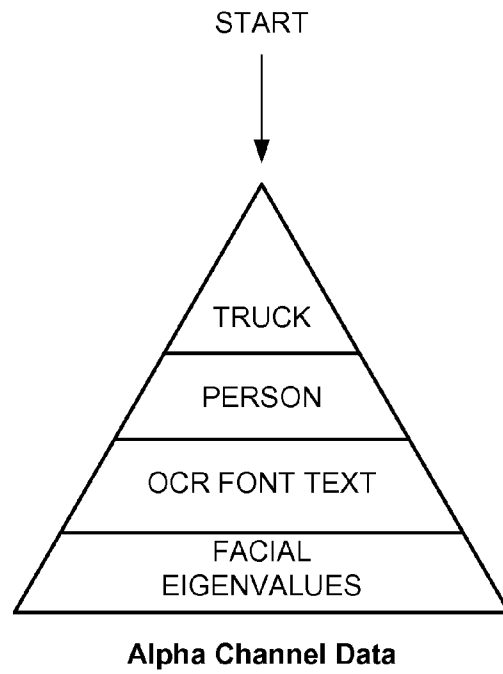 START
TRUCK
PERSON
OCR FONT TEXT
FACIAL
EIGENVALUES
Alpha Channel Data